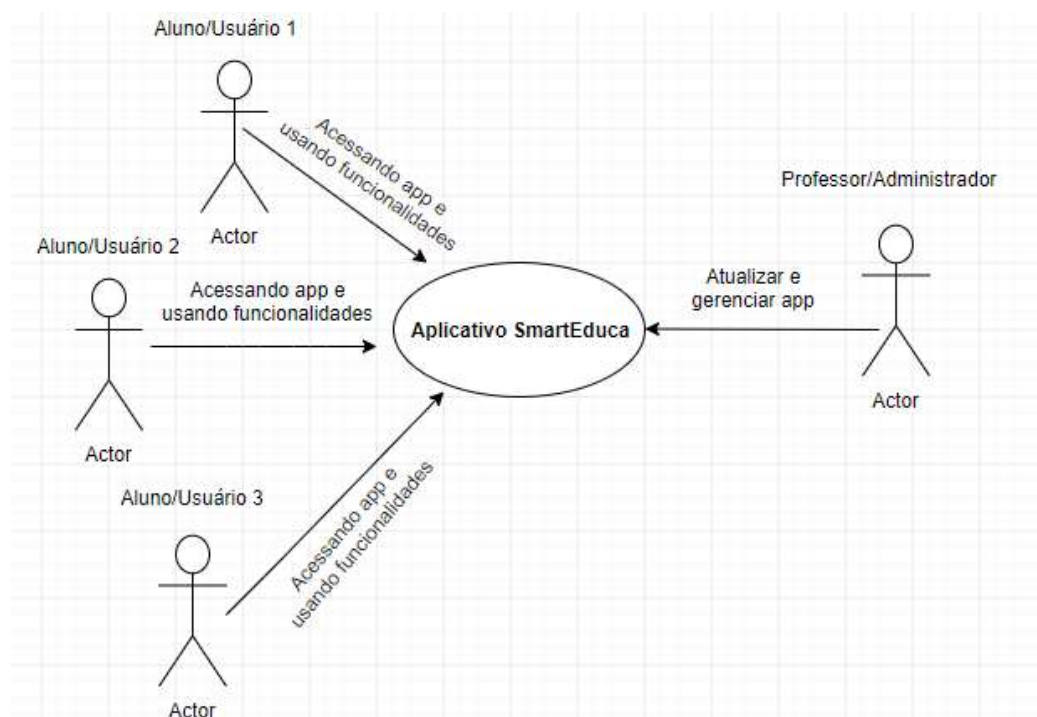 Aluno/Usuário 1
Acessando app e
usando funcionalidades
Actor
Aluno/Usuário 2
Acessando app e
usando funcionalidades
Actor
Aluno/Usuário 3
Acessando app e
usando funcionalidades
Actor
Aplicativo SmartEduca
Professor/Administrador
Atualizar e
gerenciar app
Actor